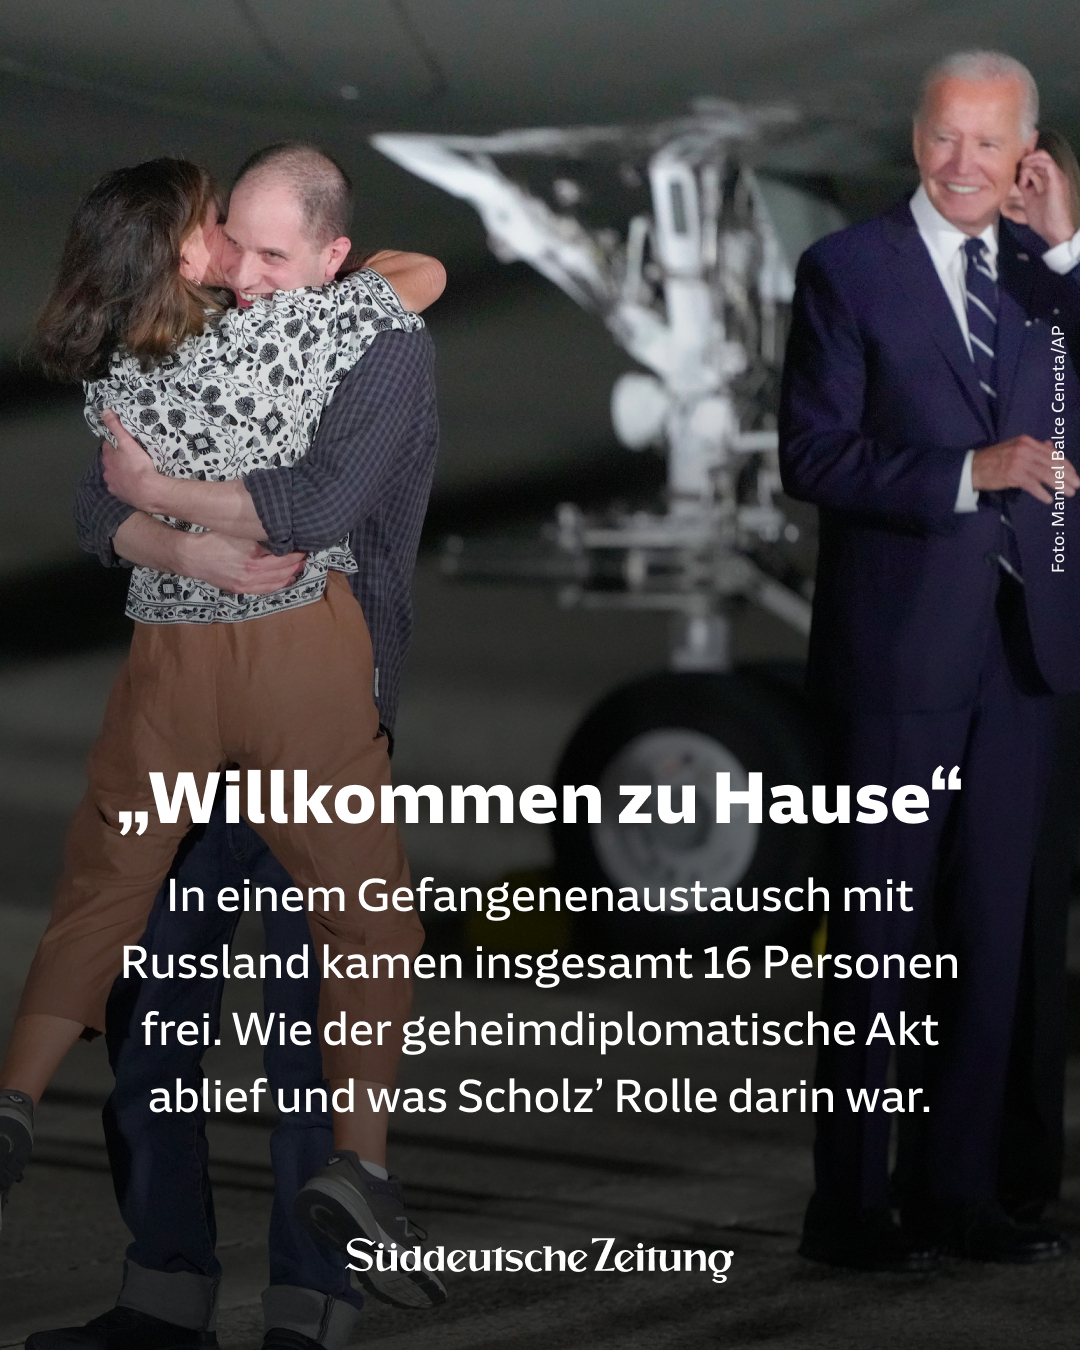 Foto: Manuel Balce Ceneta/AP
„Willkommen zu Hause“
In einem Gefangenenaustausch mit
Russland kamen insgesamt 16 Personen
frei. Wie der geheimdiplomatische Akt
ablief und was Scholz’ Rolle darin war.
Süddeutsche Zeitung